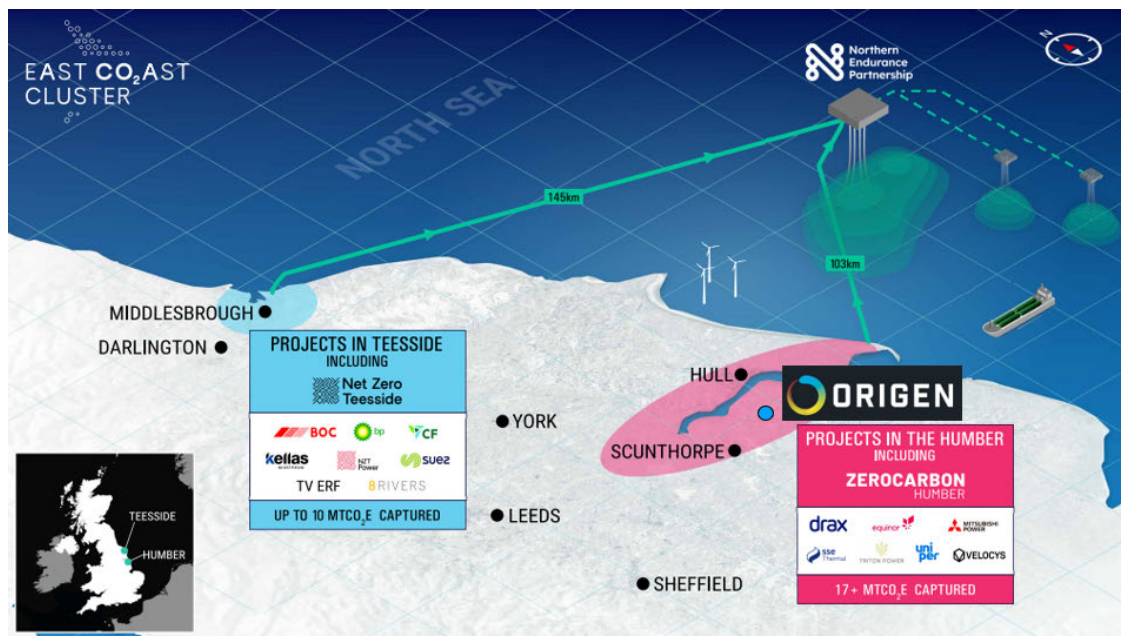 EAST CO₂AST
CLUSTER
Northern
Endurance
Partnership
N
NORTH SEA
145km
103km
MIDDLESBROUGH
DARLINGTON
PROJECTS IN TEESSIDE
INCLUDING
Net Zero
Teesside
BOC
bp
CF
Kellas
NZT
Power
suez
TV ERF
8RIVERS
UP TO 10 MTCO₂E CAPTURED
YORK
LEEDS
SHEFFIELD
HULL
SCUNTHORPE
ORIGEN
PROJECTS IN THE HUMBER
INCLUDING
ZEROCARBON
HUMBER
drax
equinor
MITSUBISHI
POWER
sse
Thermal
TRITON POWER
uni
per
VELOCYS
17+ MTCO₂E CAPTURED
TEESSIDE
HUMBER